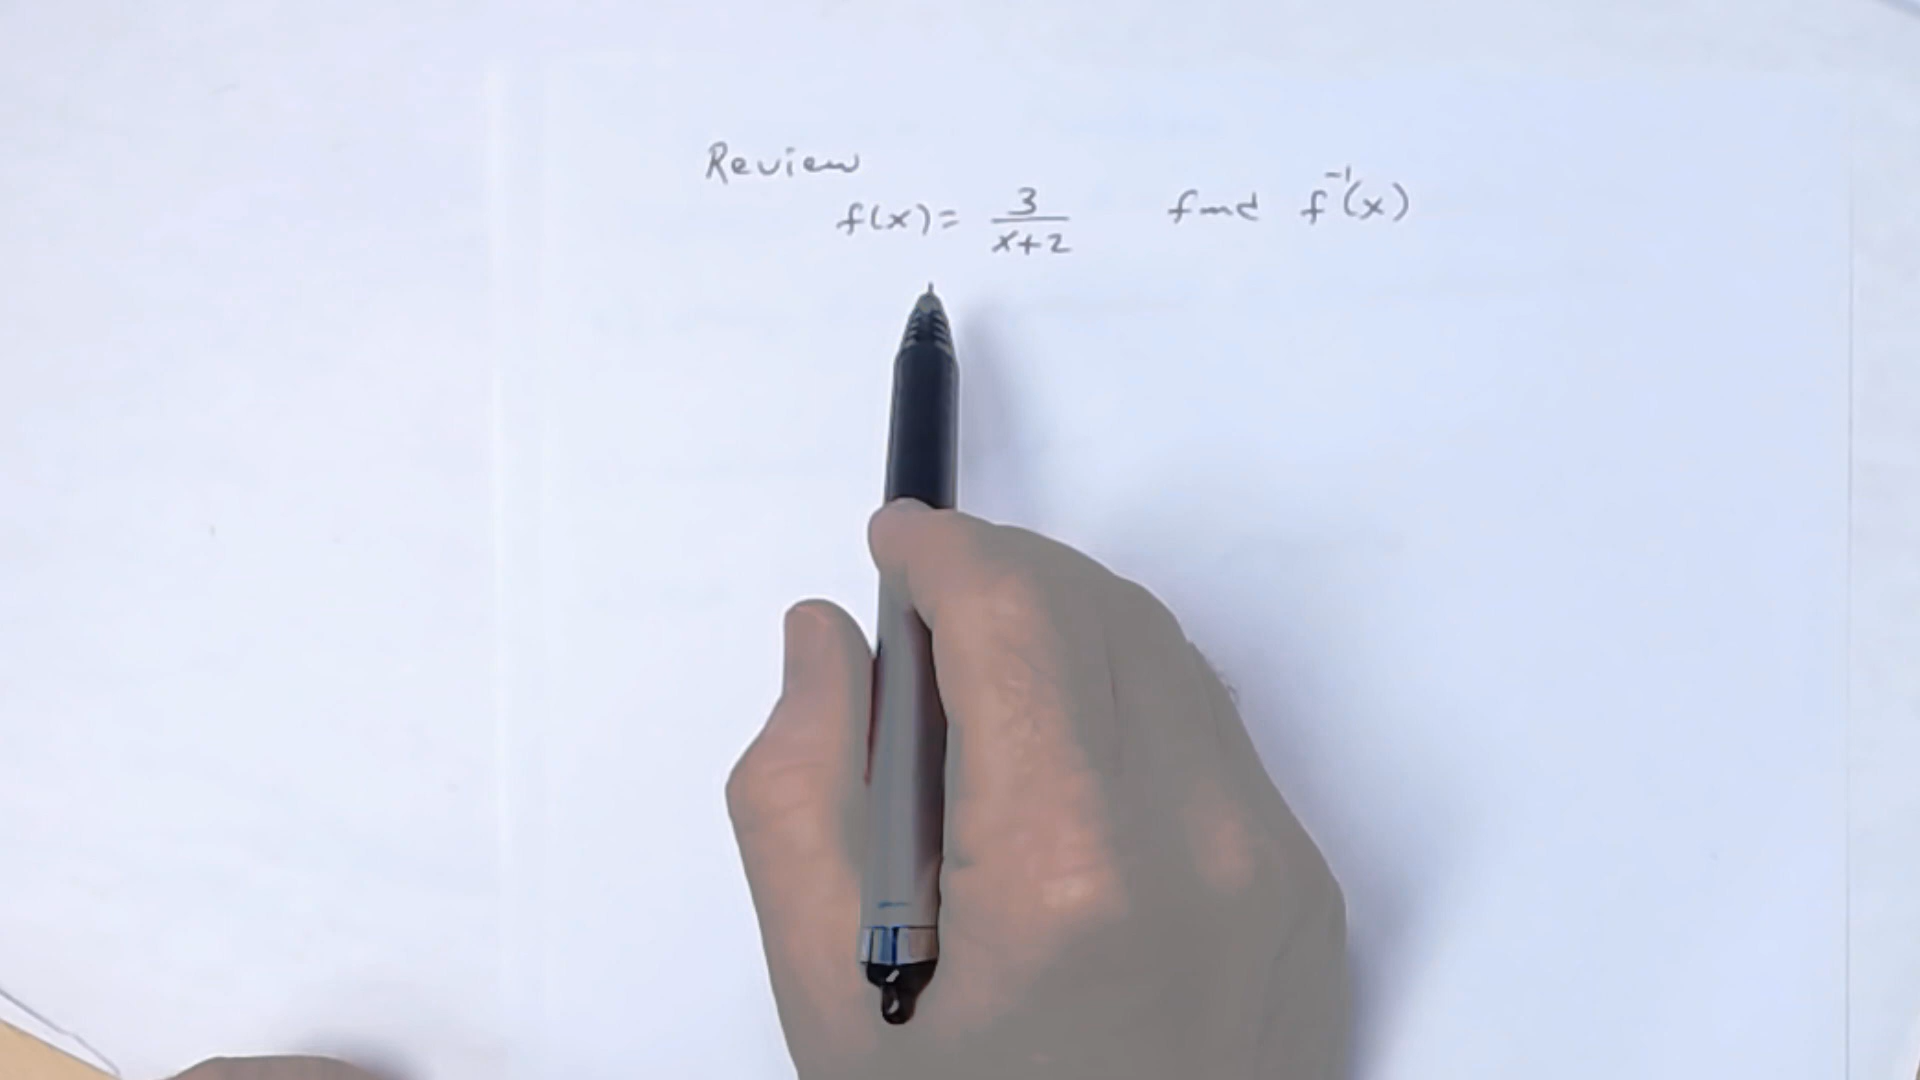 Review
f(x) = 3/(x+2) find f⁻¹(x)